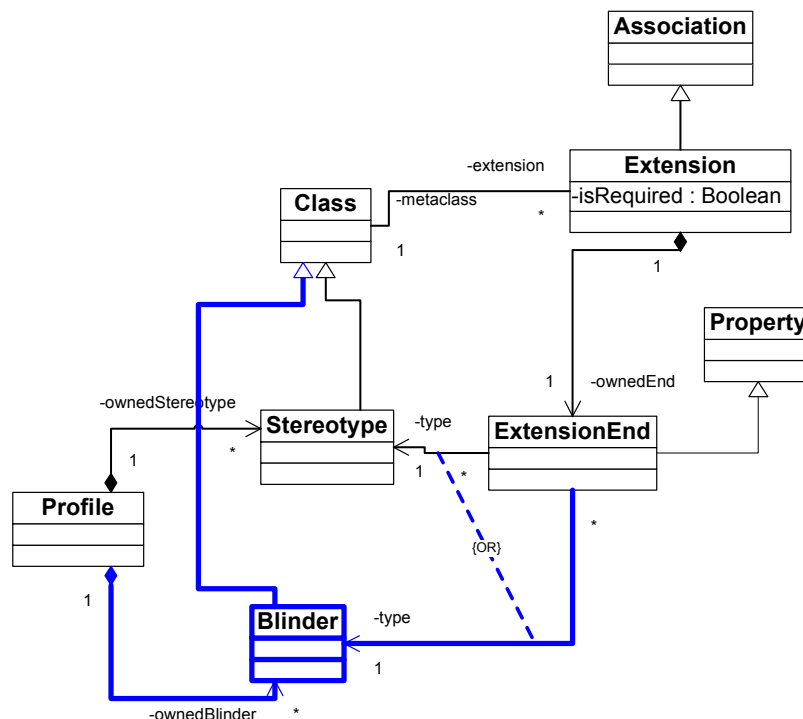 Association
-extension
Extension
-isRequired : Boolean
Class
-metaclass
*
1
1
Property
1
-ownedEnd
-ownedStereotype
Stereotype
-type
ExtensionEnd
*
1
*
1
Profile
*
{OR}
1
Blinder
-type
1
-ownedBlinder
*